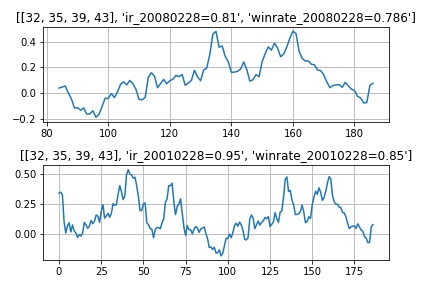 [[32, 35, 39, 43], 'ir_20080228=0.81', 'winrate_20080228=0.786']
0.4
0.2
0.0
−0.2
80 100 120 140 160 180
[[32, 35, 39, 43], 'ir_20010228=0.95', 'winrate_20010228=0.85']
0.50
0.25
0.00
0 25 50 75 100 125 150 175